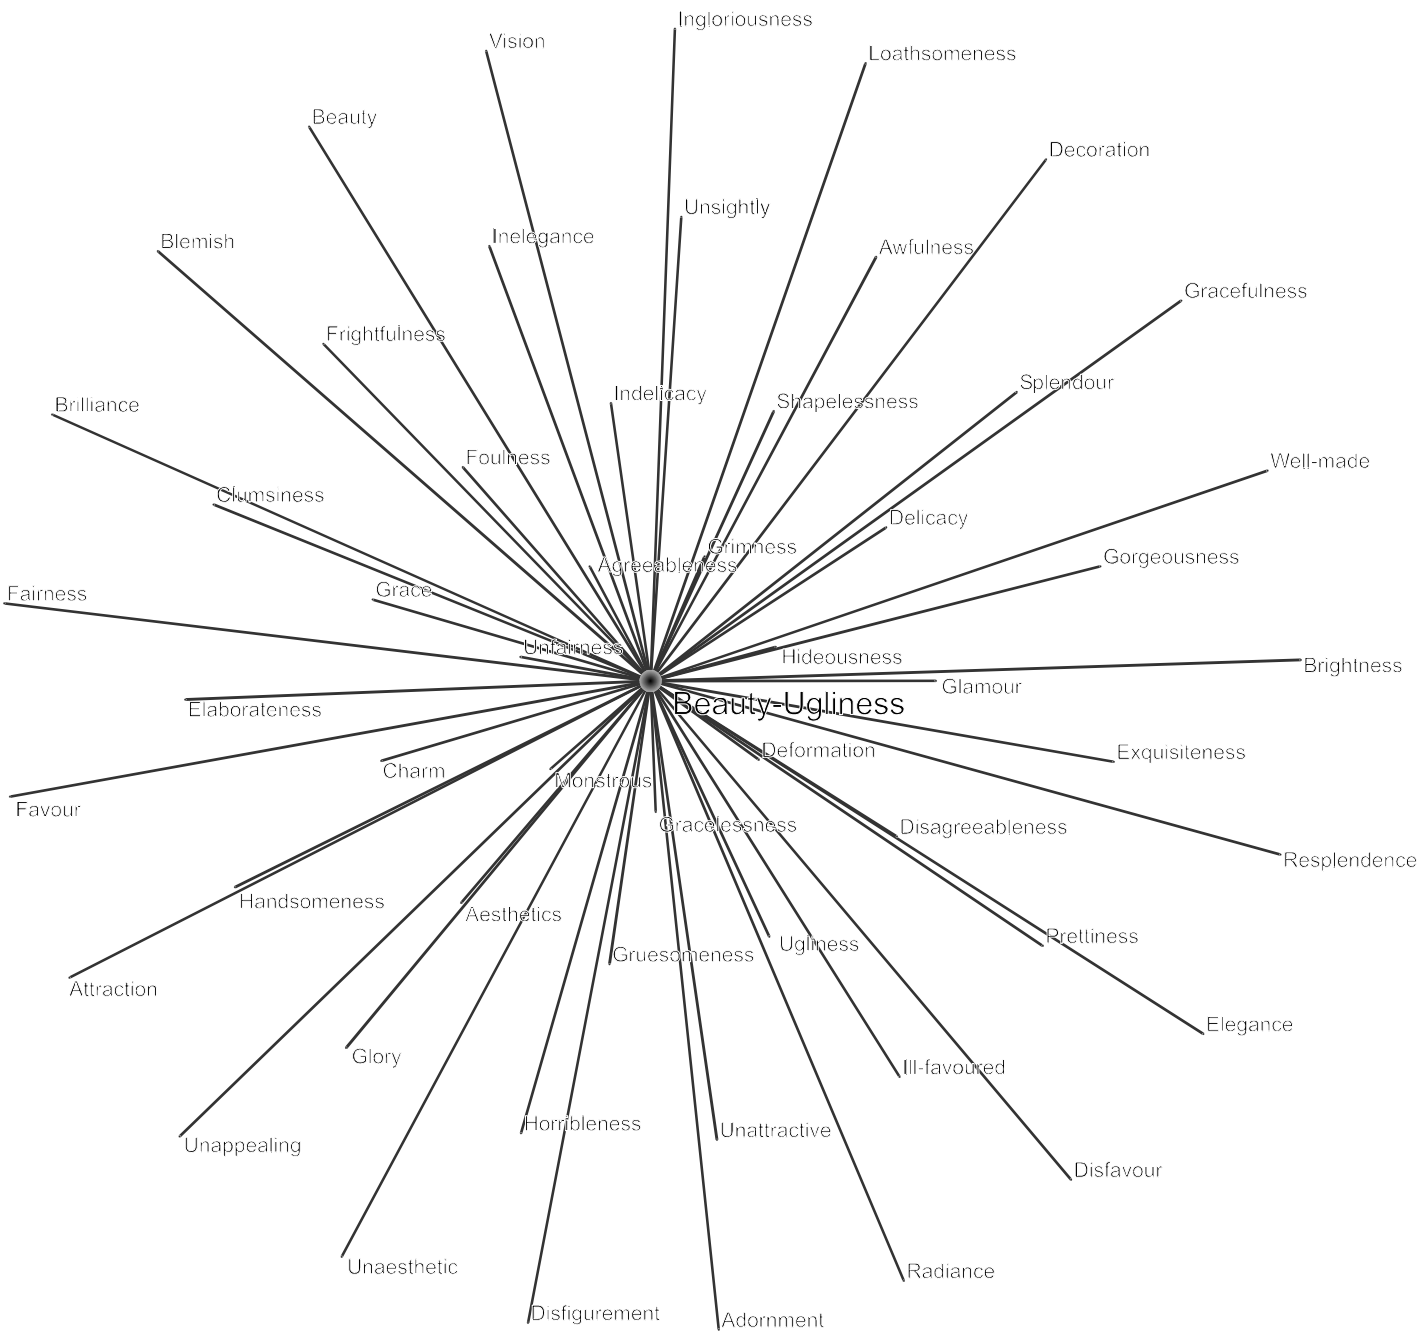 Ingloriousness
Vision
Loathsomeness
Beauty
Decoration
Unsightly
Inelegance
Blemish
Awfulness
Gracefulness
Frightfulness
Splendour
Indelicacy
Shapelessness
Brilliance
Foulness
Well-made
Clumsiness
Delicacy
Grimness
Gorgeousness
Agreeableness
Grace
Fairness
Unfairness
Hideousness
Brightness
Glamour
Beauty-Ugliness
Elaborateness
Deformation
Exquisiteness
Charm
Monstrous
Favour
Gracelessness
Disagreeableness
Resplendence
Handsomeness
Aesthetics
Prettiness
Ugliness
Gruesomeness
Attraction
Elegance
Glory
Ill-favoured
Horribleness
Unattractive
Unappealing
Disfavour
Unaesthetic
Radiance
Disfigurement
Adornment